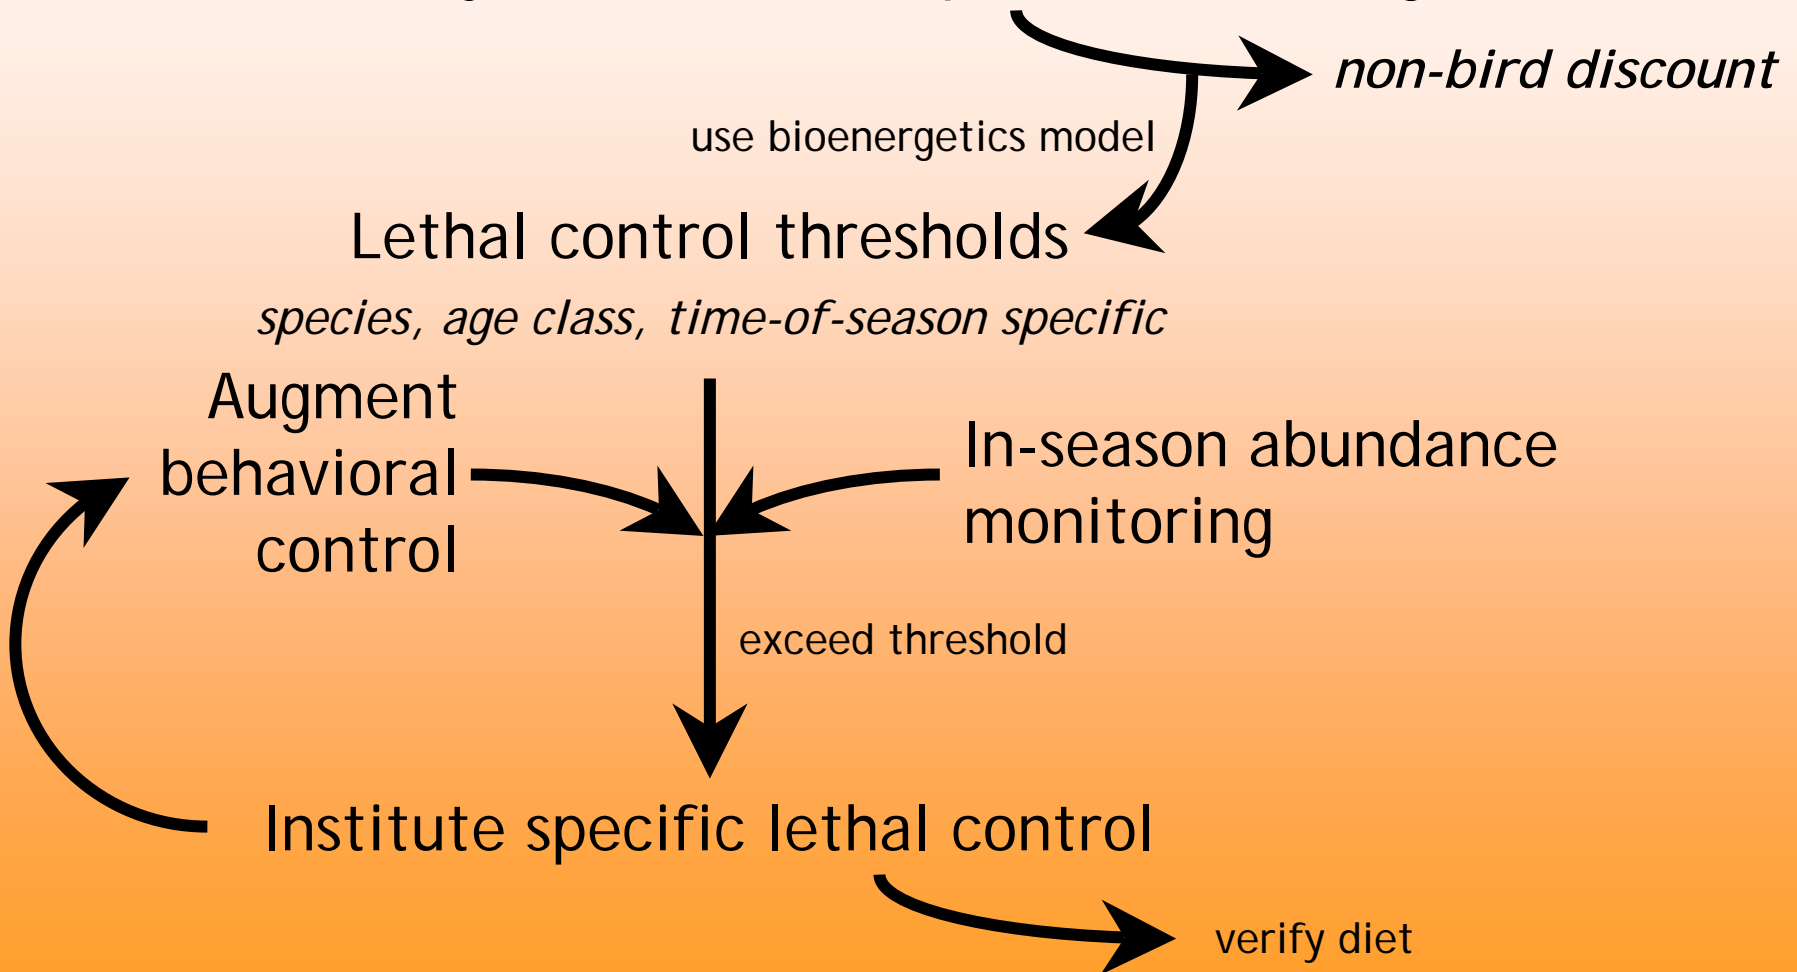 non-bird discount
use bioenergetics model
Lethal control thresholds
species, age class, time-of-season specific
Augment
behavioral
control
In-season abundance
monitoring
exceed threshold
Institute specific lethal control
verify diet